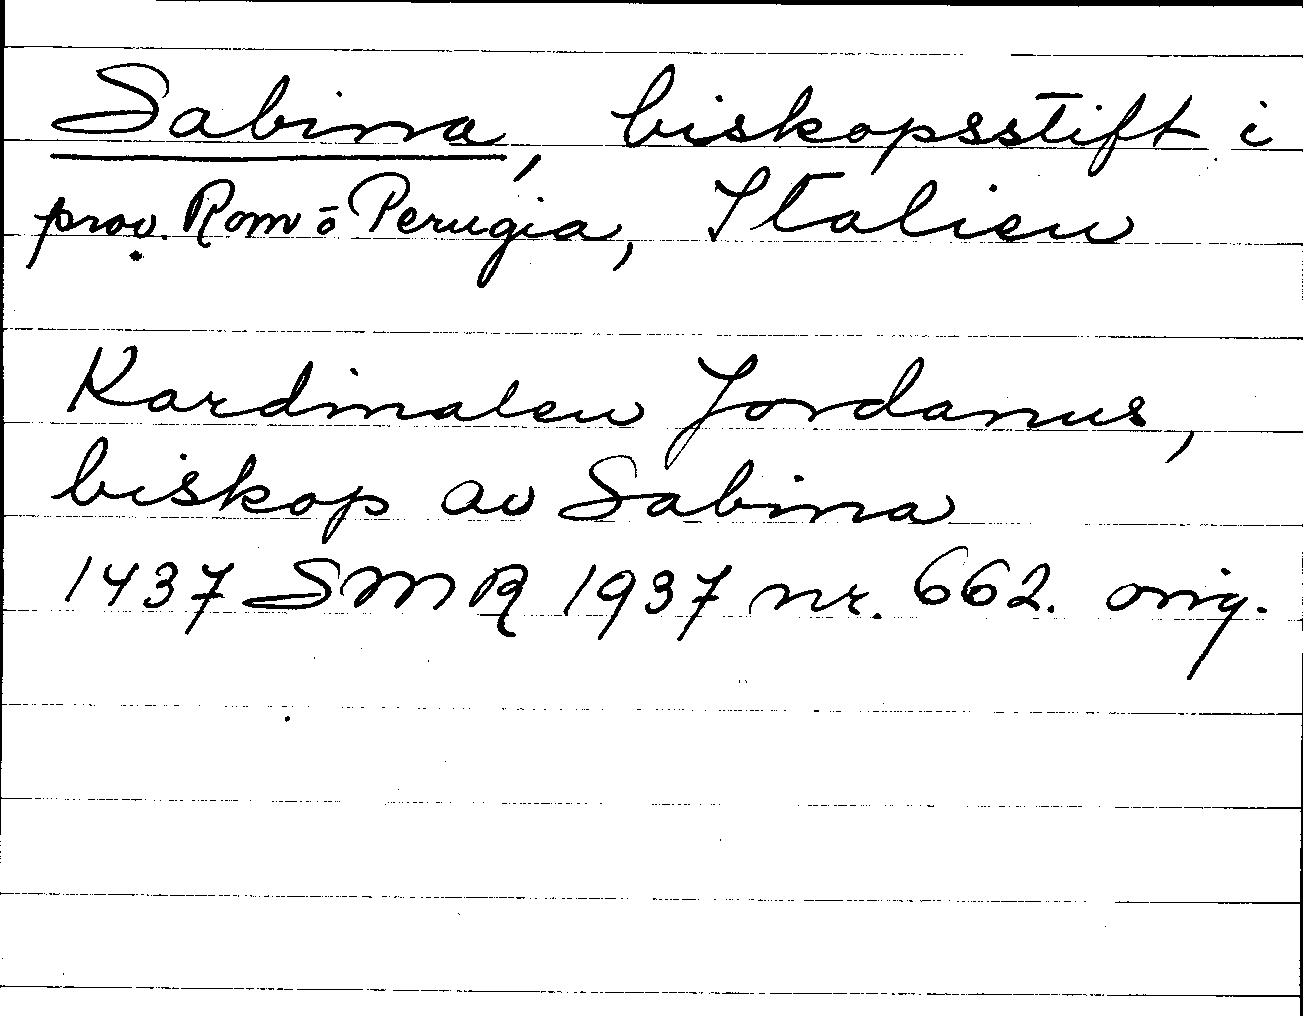 Sabina, biskopsstift i
prov. Rom o Perugia, Italien
Kardinalen Jordanus,
biskop av Sabina
1437 SMR 1937 nr. 662. orig.